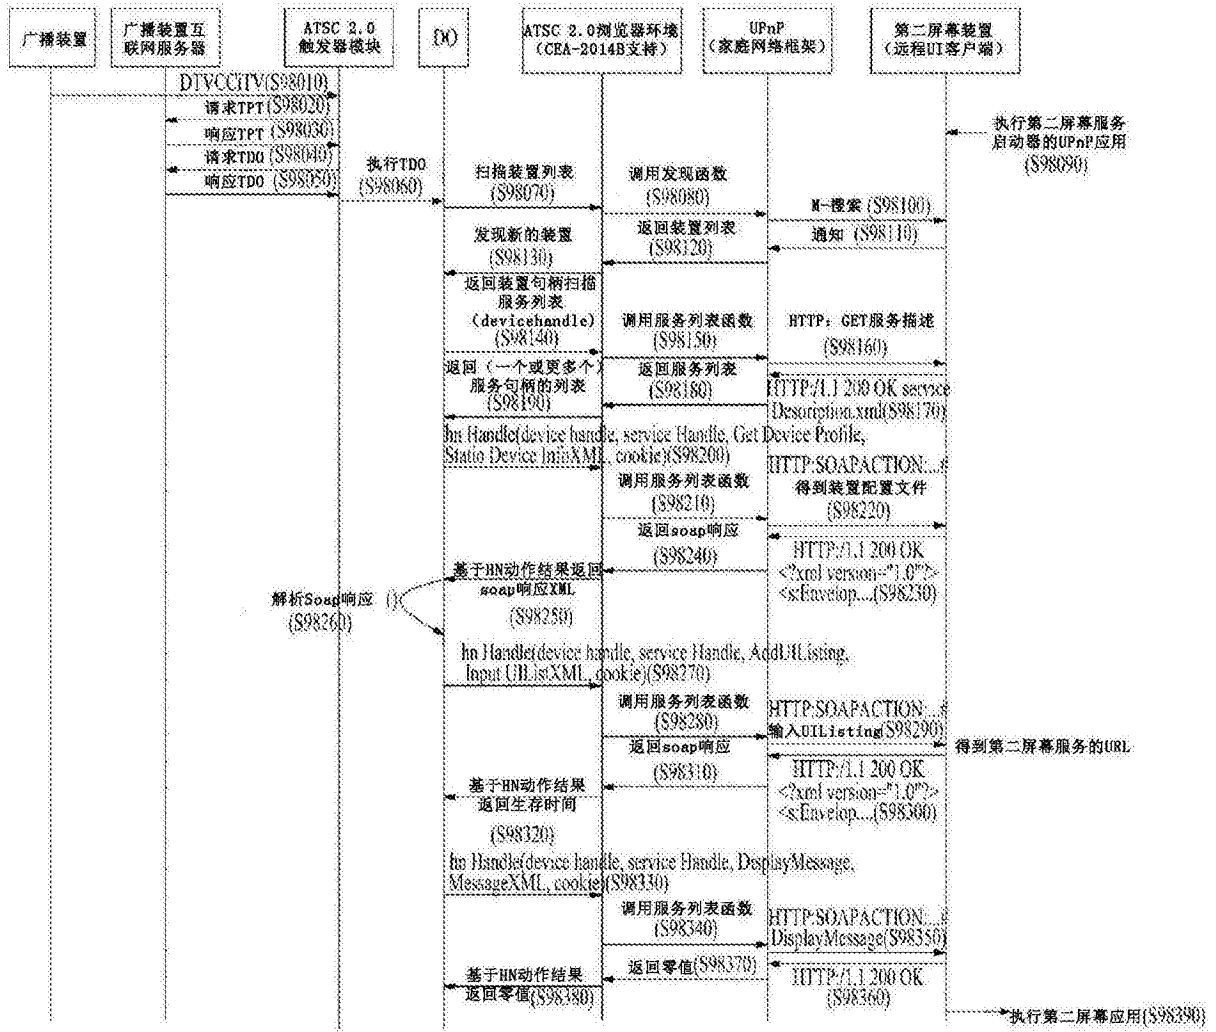 广播装置
广播装置互
联网服务器
ATSC 2.0
触发器模块
ATSC 2.0浏览器环境
(CEA-2014B支持)
UPnP
(家庭网络框架)
第二屏幕装置
(远程UI客户端)
(S98010)
请求TPT(S98020)
响应TPT (S98030)
请求TDO(S98040)
响应TDO (S98050)
执行TDO
(S98060)
扫描装置列表
(S98070)
调用发现函数
(S98080)
执行第二屏幕服务
启动器的UPnP应用
(S98090)
M-搜索 (S98100)
通知 (S98110)
返回装置列表
(S98120)
发现新的装置
(S98130)
返回装置句柄扫描
服务列表
(devicehandle)
(S98140)
调用服务列表函数
(S98150)
HTTP: GET服务描述
(S98160)
HTTP/1.1 200 OK service
Description.xml(S98170)
返回服务列表
(S98180)
返回（一个或更多个）
服务句柄的列表
(S98190)
hn Handle(device handle, service Handle, Get Device Profile,
Static Device InfoXML, cookie)(S98200)
调用服务列表函数
(S98210)
HTTP:SOAPACTION:...#
得到装置配置文件
(S98220)
HTTP:/1.1 200 OK
<?xml version="1.0"?>
<s:Envelop....(S98230)
返回soap响应
(S98240)
基于HN动作结果返回
soap响应XML
(S98250)
解析Soap响应 ()
(S98260)
hn Handle(device handle, service Handle, AddUIListing,
Input UIListXML, cookie)(S98270)
调用服务列表函数
(S98280)
HTTP:SOAPACTION:...#
输入UIListing(S98290)
得到第二屏幕服务的URL
HTTP:/1.1 200 OK
<?xml version="1.0"?>
<s:Envelop....(S98300)
返回soap响应
(S98310)
基于HN动作结果
返回生存时间
(S98320)
hn Handle(device handle, service Handle, DisplayMessage,
MessageXML, cookie)(S98330)
调用服务列表函数
(S98340)
HTTP:SOAPACTION:...#
DisplayMessage(S98350)
HTTP:/1.1 200 OK
(S98360)
返回零值(S98370)
基于HN动作结果
返回零值(S98380)
执行第二屏幕应用(S98390)